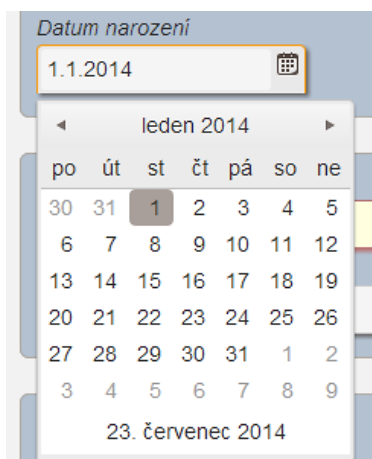 Datum narození
1.1.2014
leden 2014
po út st čt pá so ne
30 31 1 2 3 4 5
6 7 8 9 10 11 12
13 14 15 16 17 18 19
20 21 22 23 24 25 26
27 28 29 30 31 1 2
3 4 5 6 7 8 9
23. červenec 2014